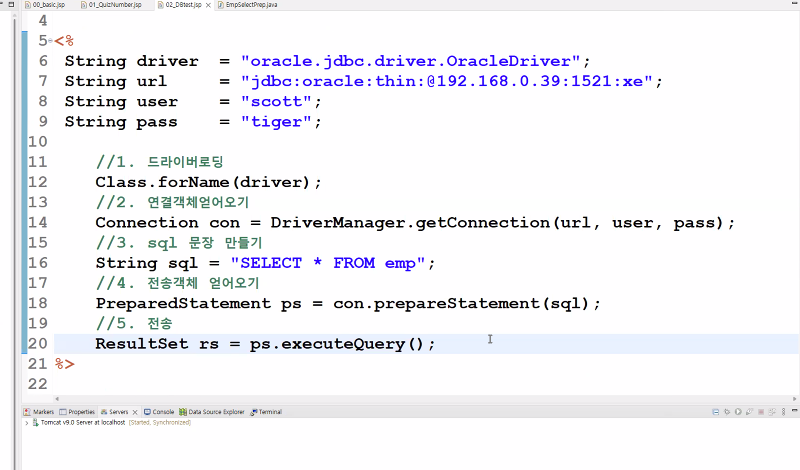 00_basic.jsp 01_QuizNumber.jsp 02_DBtest.jsp EmpSelectPrep.java
4
5 <%
6 String driver = "oracle.jdbc.driver.OracleDriver";
7 String url = "jdbc:oracle:thin:@192.168.0.39:1521:xe";
8 String user = "scott";
9 String pass = "tiger";
10
11 //1. 드라이버로딩
12 Class.forName(driver);
13 //2. 연결객체얻어오기
14 Connection con = DriverManager.getConnection(url, user, pass);
15 //3. sql 문장 만들기
16 String sql = "SELECT * FROM emp";
17 //4. 전송객체 얻어오기
18 PreparedStatement ps = con.prepareStatement(sql);
19 //5. 전송
20 ResultSet rs = ps.executeQuery();
21 %>
22
Markers Properties Servers Console Data Source Explorer Terminal
Tomcat v9.0 Server at localhost [Started, Synchronized]